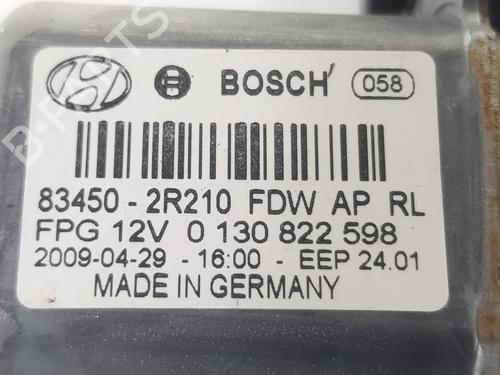 BOSCH 058
83450 - 2R210 FDW AP RL
FPG 12V 0 130 822 598
2009-04-29 - 16:00 - EEP 24.01
MADE IN GERMANY
B-PARTS